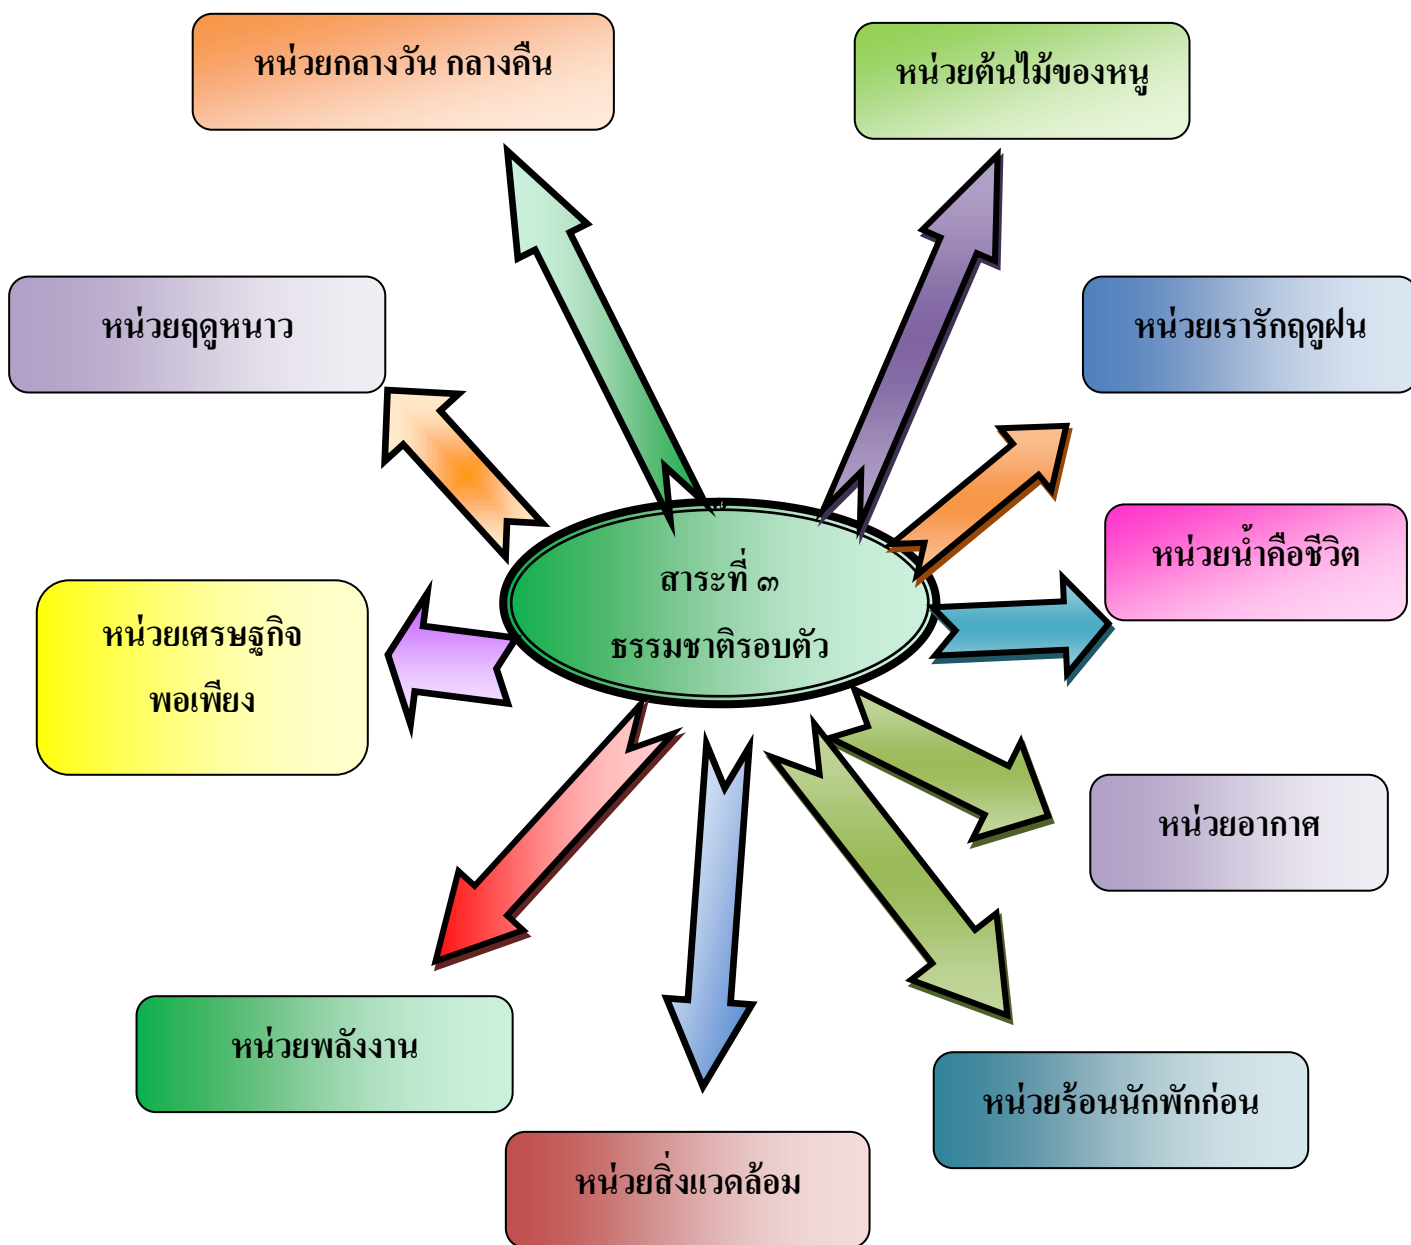 หน่วยกลางวัน กลางคืน
หน่วยต้นไม้ของหนู
หน่วยฤดูหนาว
หน่วยเรารักฤดูฝน
หน่วยน้ำคือชีวิต
สาระที่ ๓
ธรรมชาติรอบตัว
หน่วยเศรษฐกิจ
พอเพียง
หน่วยอากาศ
หน่วยพลังงาน
หน่วยร้อนนักพักก่อน
หน่วยสิ่งแวดล้อม